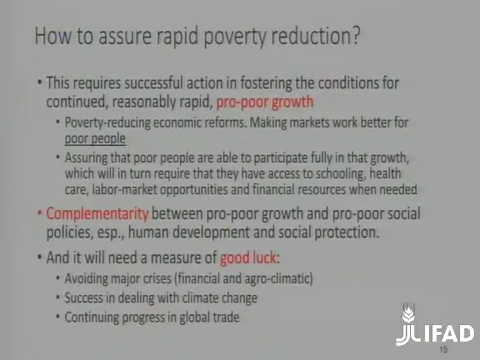 How to assure rapid poverty reduction?
• This requires successful action in fostering the conditions for
continued, reasonably rapid, pro-poor growth
• Poverty-reducing economic reforms. Making markets work better for
poor people
• Assuring that poor people are able to participate fully in that growth,
which will in turn require that they have access to schooling, health
care, labor-market opportunities and financial resources when needed
• Complementarity between pro-poor growth and pro-poor social
policies, esp., human development and social protection.
• And it will need a measure of good luck:
• Avoiding major crises (financial and agro-climatic)
• Success in dealing with climate change
• Continuing progress in global trade
IFAD
15